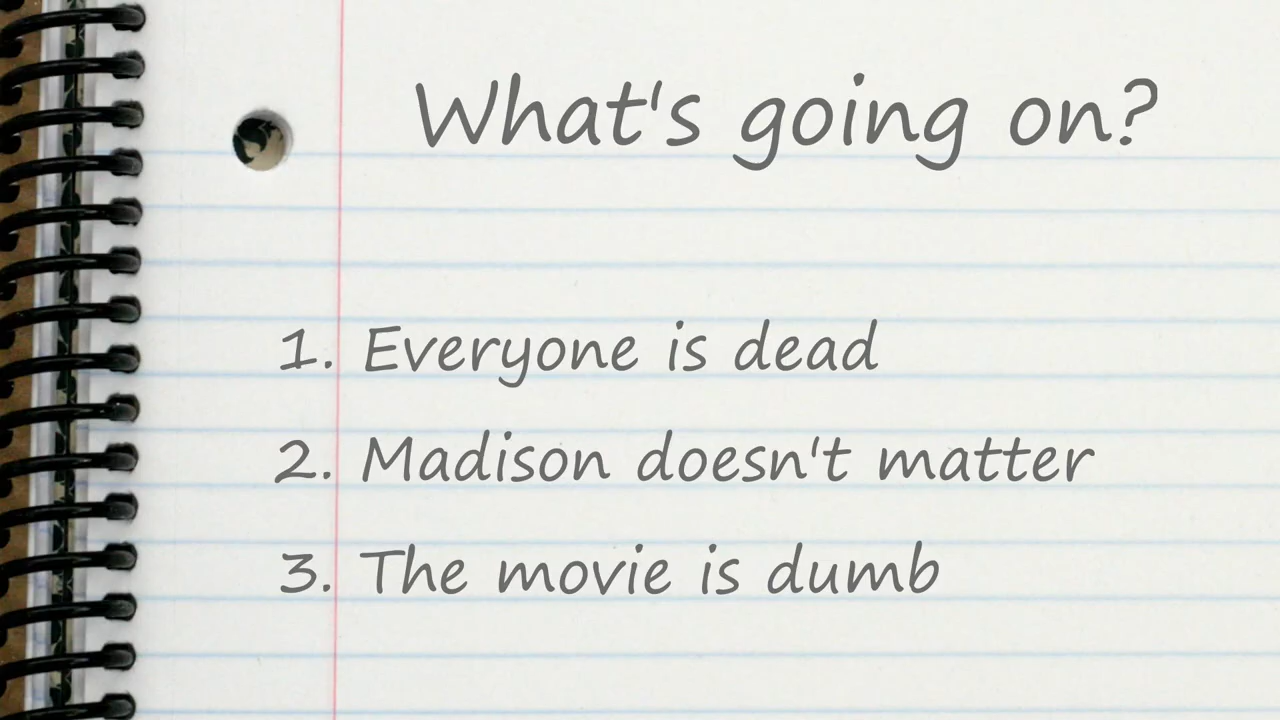 What's going on?
1. Everyone is dead
2. Madison doesn't matter
3. The movie is dumb